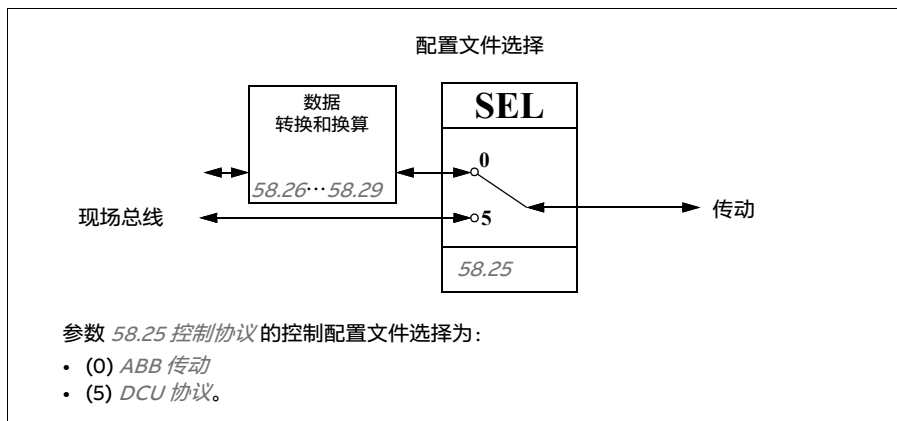 配置文件选择
数据
转换和换算
58.26…58.29
SEL
0
5
58.25
现场总线
传动
参数 58.25 控制协议 的控制配置文件选择为：
• (0) ABB 传动
• (5) DCU 协议。